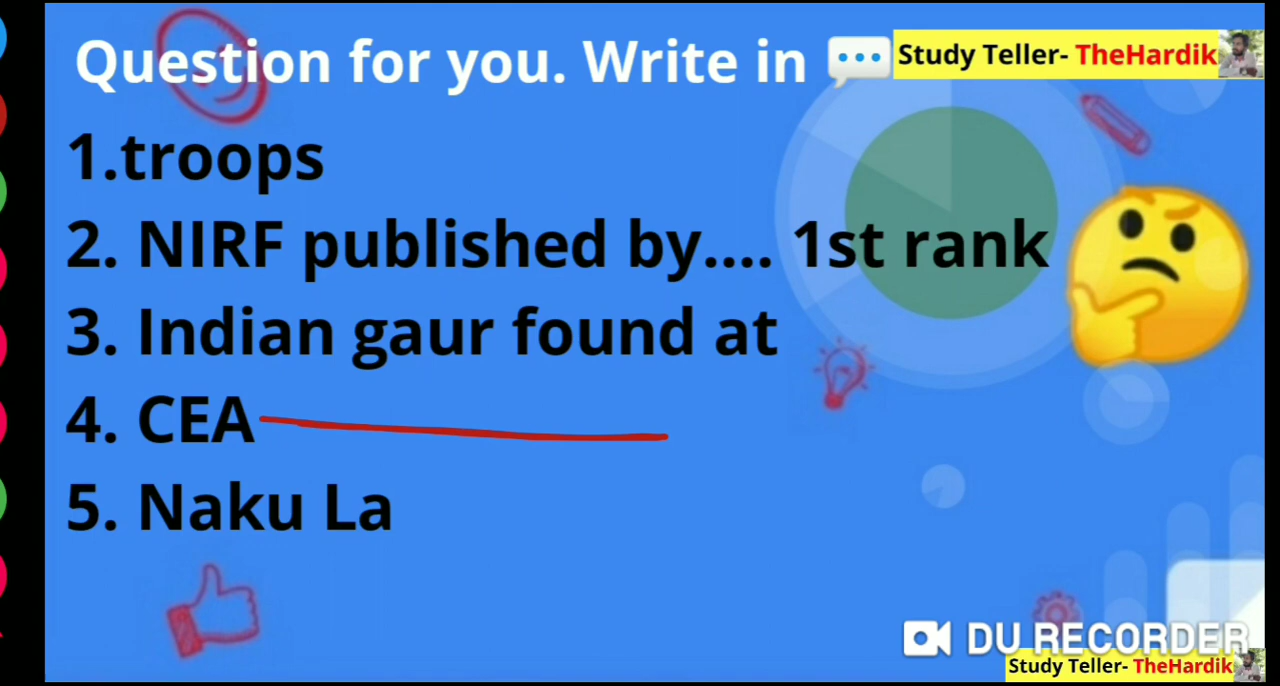 Question for you. Write in 💬 Study Teller- TheHardik
1.troops
2. NIRF published by.... 1st rank
3. Indian gaur found at
4. CEA
5. Naku La
DU RECORDER
Study Teller- TheHardik